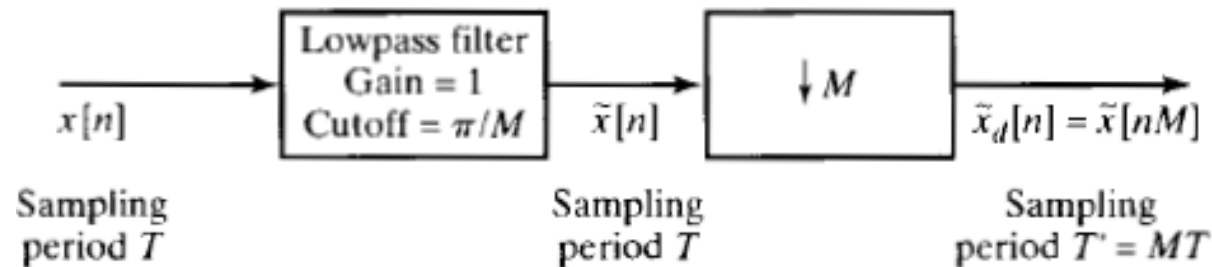 Lowpass filter
Gain = 1
Cutoff = π/M
↓ M
x[n]
x̃[n]
x̃_d[n] = x̃[nM]
Sampling
period T
Sampling
period T
Sampling
period T' = MT